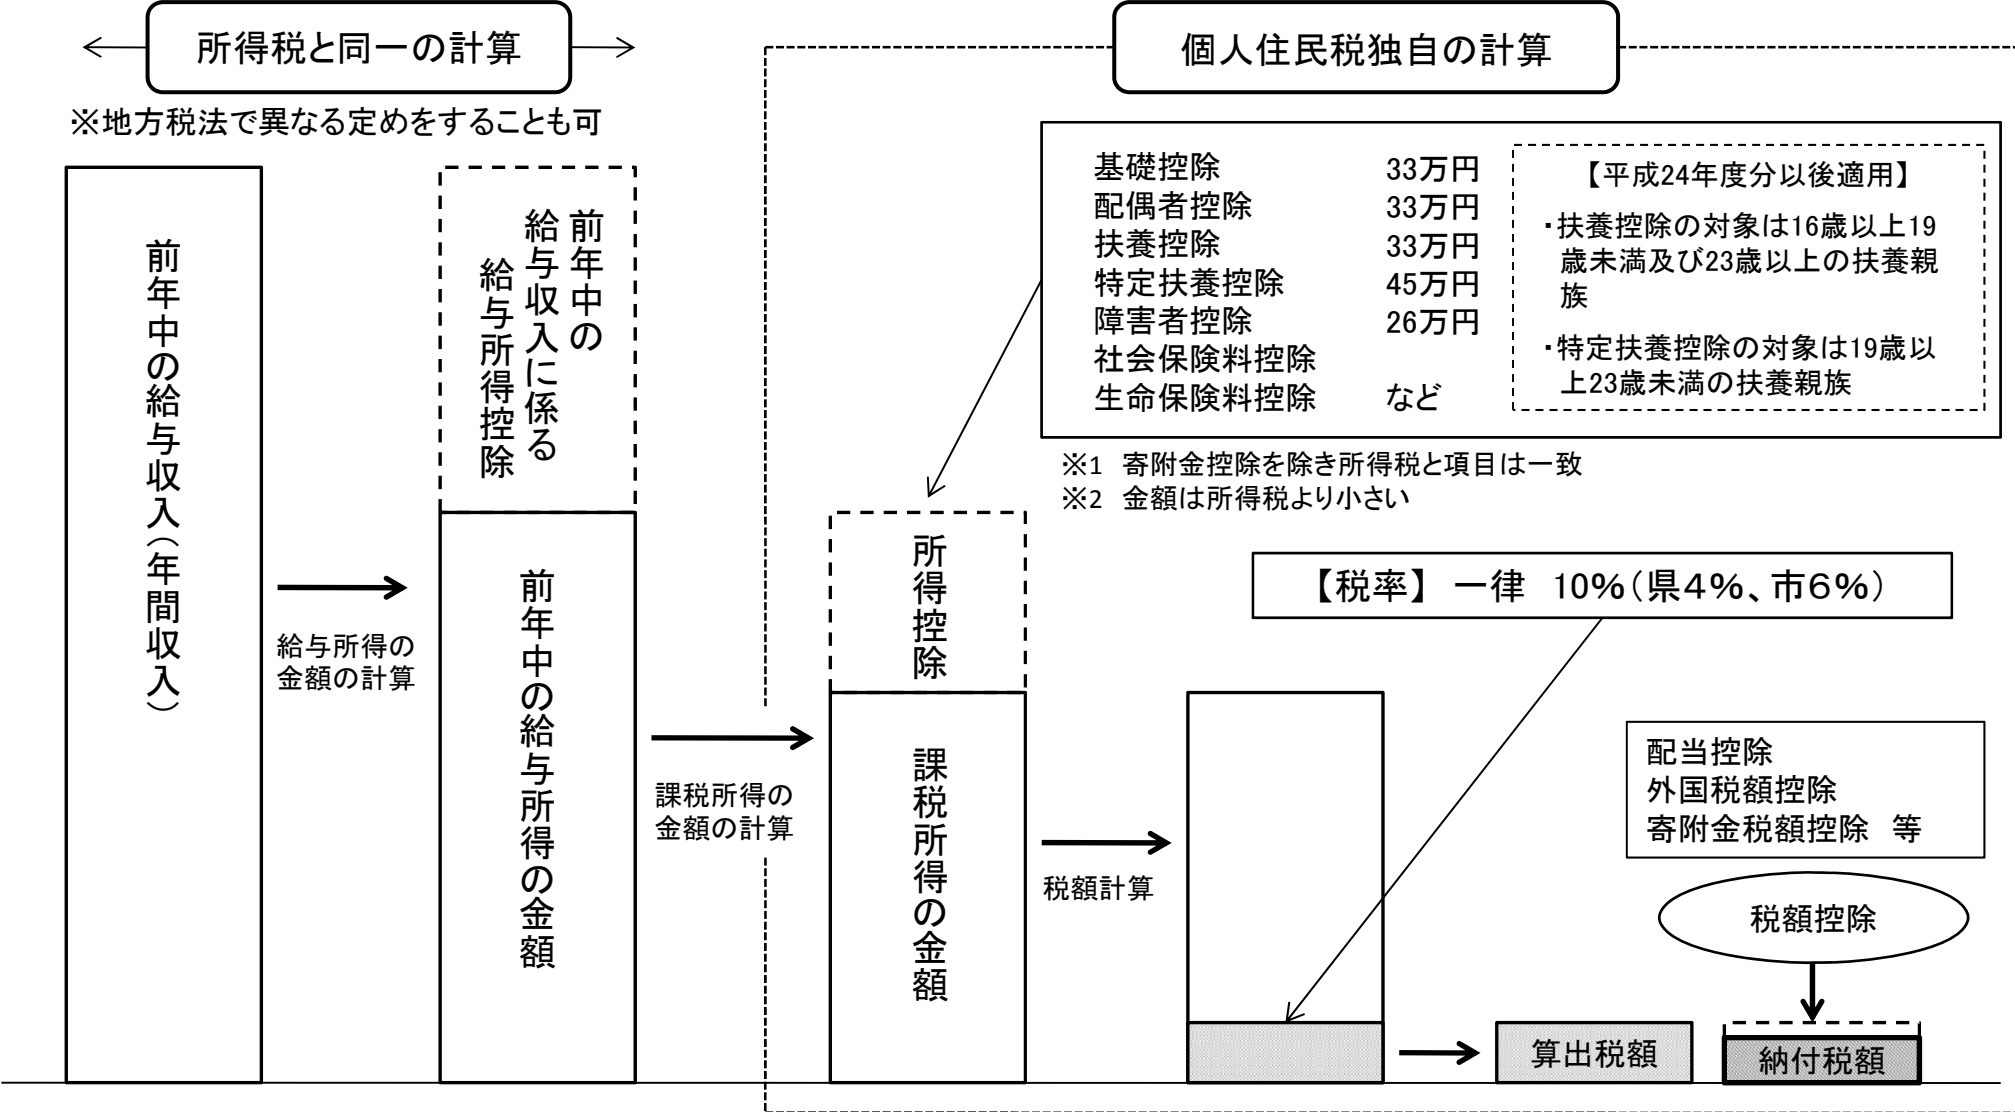 所得税と同一の計算
※地方税法で異なる定めをすることも可
個人住民税独自の計算
前年中の給与収入（年間収入）
給与所得の
金額の計算
前年中の
給与収入に係る
給与所得控除
前年中の給与所得の金額
課税所得の
金額の計算
基礎控除 33万円
配偶者控除 33万円
扶養控除 33万円
特定扶養控除 45万円
障害者控除 26万円
社会保険料控除
生命保険料控除 など
【平成24年度分以後適用】
・扶養控除の対象は16歳以上19
歳未満及び23歳以上の扶養親
族
・特定扶養控除の対象は19歳以
上23歳未満の扶養親族
※1 寄附金控除を除き所得税と項目は一致
※2 金額は所得税より小さい
所得控除
課税所得の金額
税額計算
【税率】 一律 10%（県４%、市６%）
配当控除
外国税額控除
寄附金税額控除 等
税額控除
算出税額
納付税額